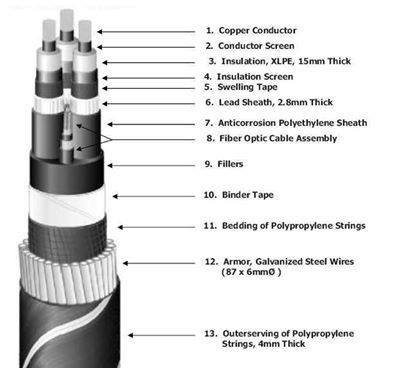 1. Copper Conductor
2. Conductor Screen
3. Insulation, XLPE, 15mm Thick
4. Insulation Screen
5. Swelling Tape
6. Lead Sheath, 2.8mm Thick
7. Anticorrosion Polyethylene Sheath
8. Fiber Optic Cable Assembly
9. Fillers
10. Binder Tape
11. Bedding of Polypropylene Strings
12. Armor, Galvanized Steel Wires
(87 x 6mmØ )
13. Outerserving of Polypropylene
Strings, 4mm Thick